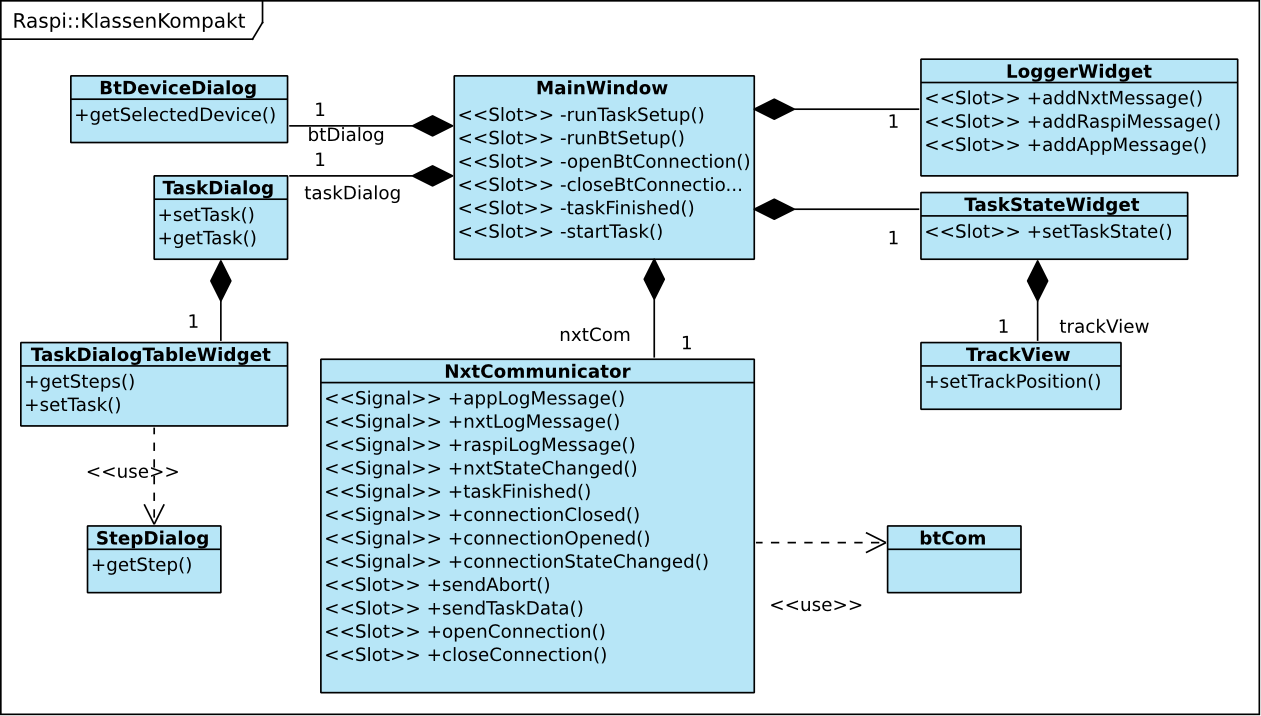 Raspi::KlassenKompakt
BtDeviceDialog
+getSelectedDevice()
1
btDialog
1
taskDialog
TaskDialog
+setTask()
+getTask()
1
TaskDialogTableWidget
+getSteps()
+setTask()
<<use>>
StepDialog
+getStep()
MainWindow
<<Slot>> -runTaskSetup()
<<Slot>> -runBtSetup()
<<Slot>> -openBtConnection()
<<Slot>> -closeBtConnectio...
<<Slot>> -taskFinished()
<<Slot>> -startTask()
nxtCom
1
NxtCommunicator
<<Signal>> +appLogMessage()
<<Signal>> +nxtLogMessage()
<<Signal>> +raspiLogMessage()
<<Signal>> +nxtStateChanged()
<<Signal>> +taskFinished()
<<Signal>> +connectionClosed()
<<Signal>> +connectionOpened()
<<Signal>> +connectionStateChanged()
<<Slot>> +sendAbort()
<<Slot>> +sendTaskData()
<<Slot>> +openConnection()
<<Slot>> +closeConnection()
1
LoggerWidget
<<Slot>> +addNxtMessage()
<<Slot>> +addRaspiMessage()
<<Slot>> +addAppMessage()
1
TaskStateWidget
<<Slot>> +setTaskState()
1
trackView
TrackView
+setTrackPosition()
<<use>>
btCom